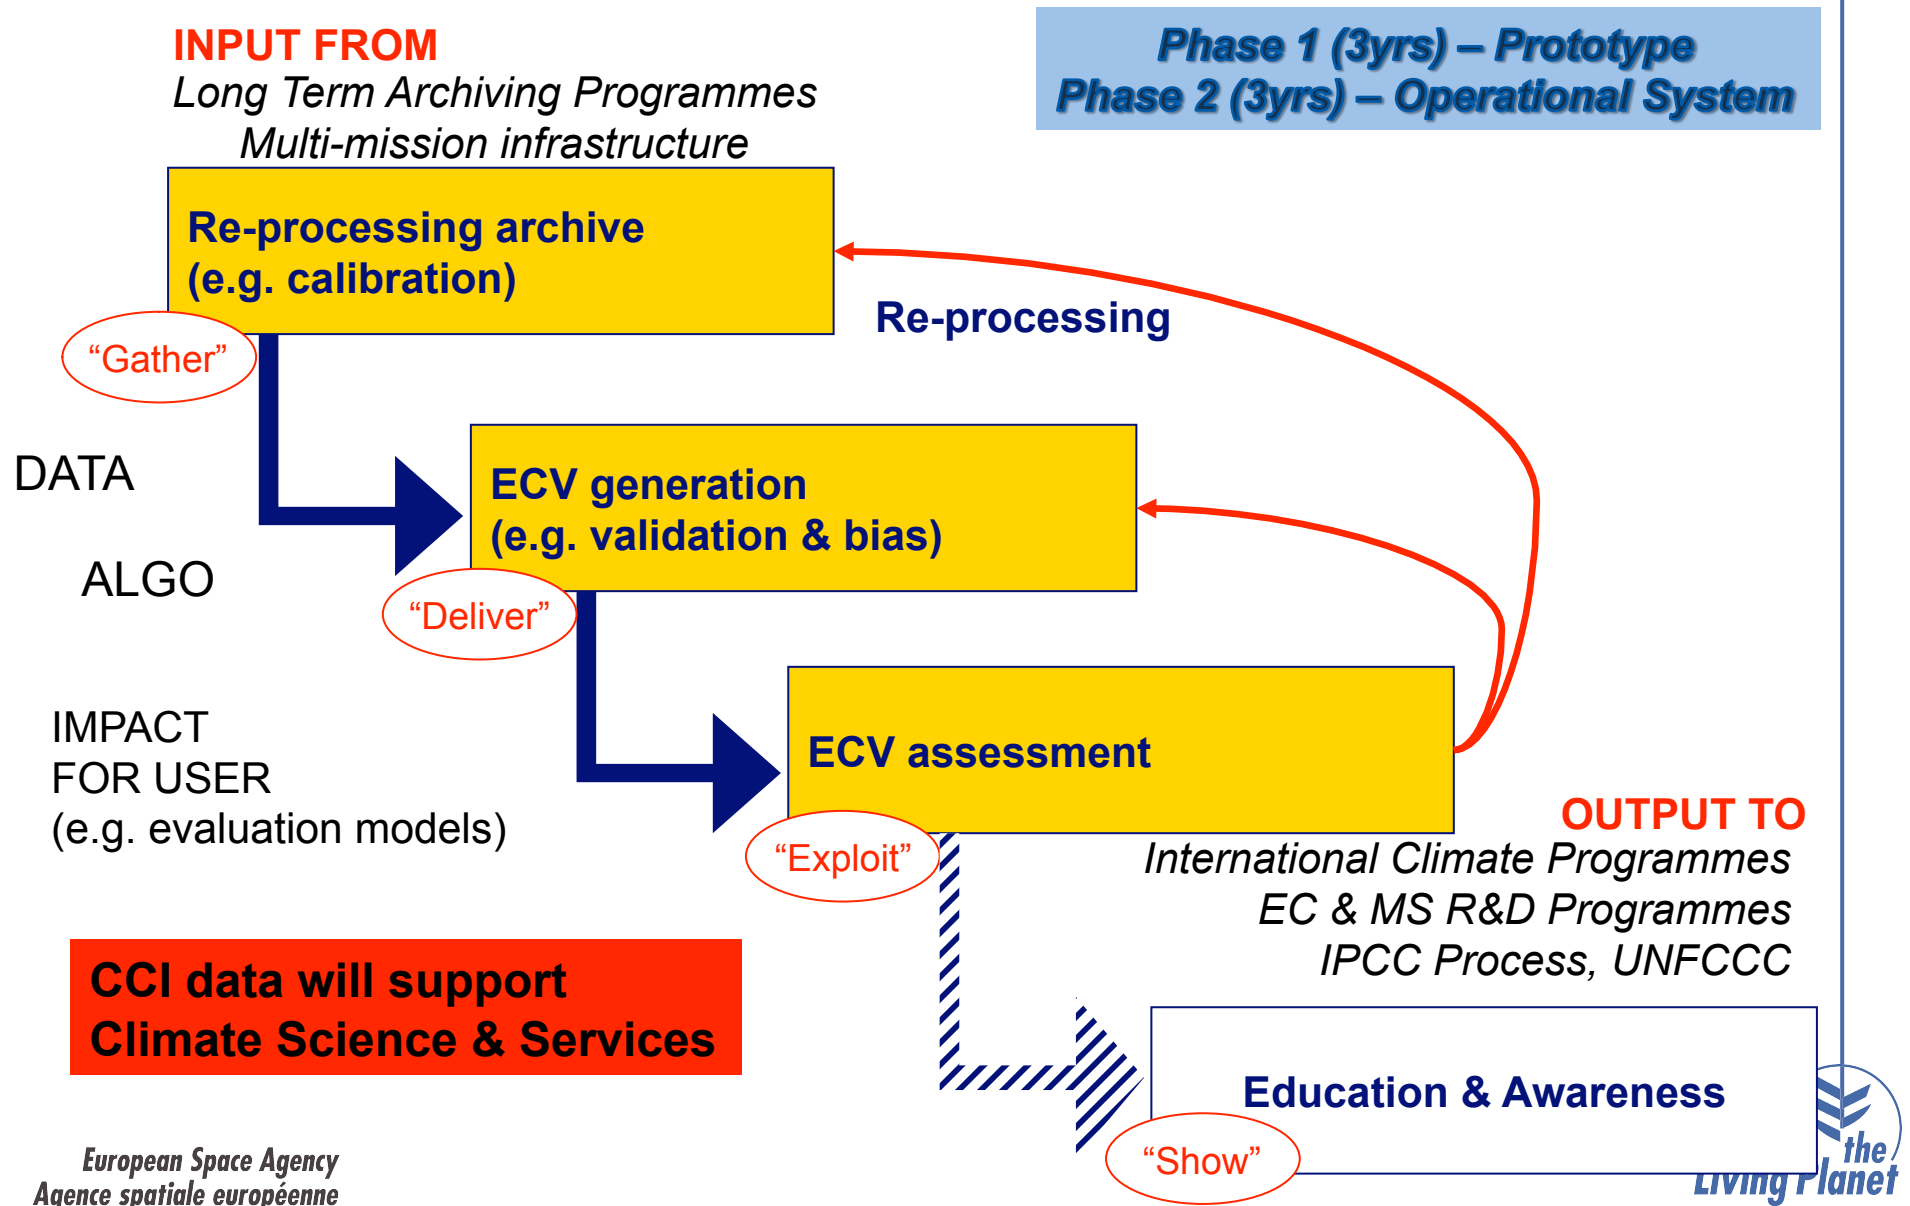 INPUT FROM
Long Term Archiving Programmes
Multi-mission infrastructure
Phase 1 (3yrs) – Prototype
Phase 2 (3yrs) – Operational System
Re-processing archive
(e.g. calibration)
Re-processing
“Gather”
DATA
ECV generation
(e.g. validation & bias)
ALGO
“Deliver”
IMPACT
FOR USER
(e.g. evaluation models)
ECV assessment
“Exploit”
OUTPUT TO
International Climate Programmes
EC & MS R&D Programmes
IPCC Process, UNFCCC
CCI data will support
Climate Science & Services
Education & Awareness
“Show”
European Space Agency
Agence spatiale européenne
the
Living Planet